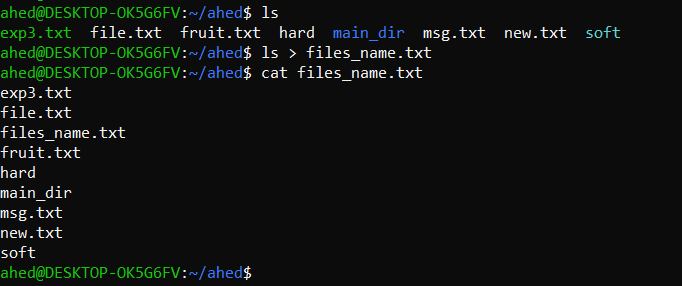 ahed@DESKTOP-OK5G6FV:~/ahed$ ls
exp3.txt  file.txt  fruit.txt  hard  main_dir  msg.txt  new.txt  soft
ahed@DESKTOP-OK5G6FV:~/ahed$ ls > files_name.txt
ahed@DESKTOP-OK5G6FV:~/ahed$ cat files_name.txt
exp3.txt
file.txt
files_name.txt
fruit.txt
hard
main_dir
msg.txt
new.txt
soft
ahed@DESKTOP-OK5G6FV:~/ahed$